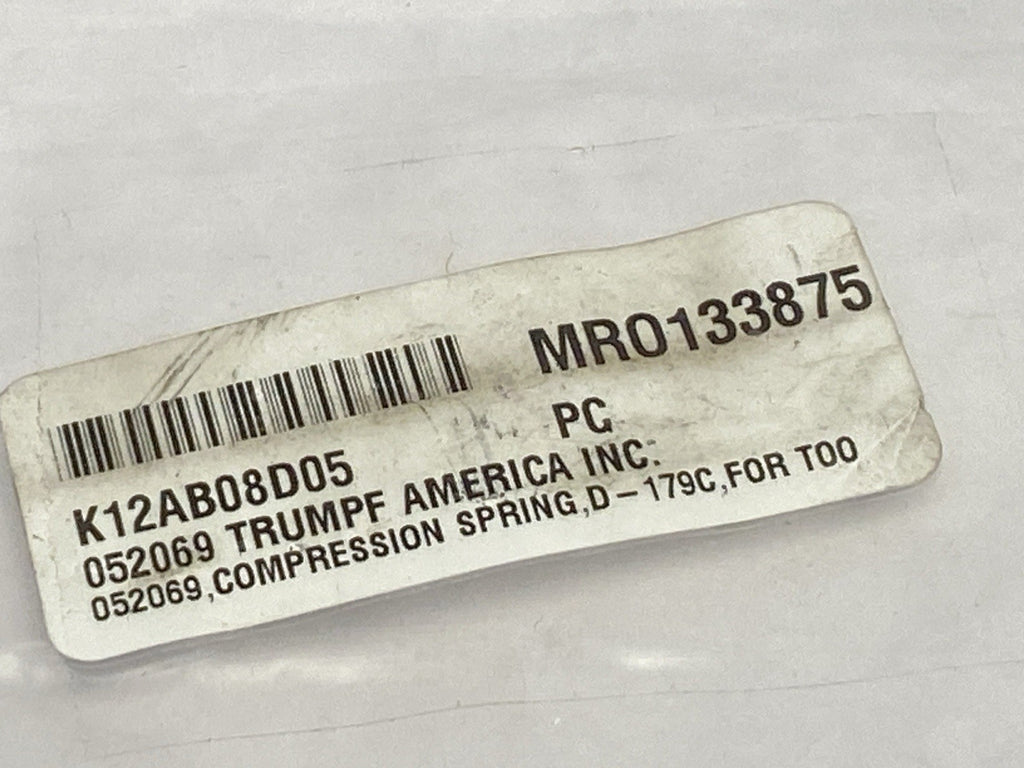 MRO133875
PC
K12AB08D05
052069 TRUMPF AMERICA INC.
052069,COMPRESSION SPRING,D-179C,FOR TOO